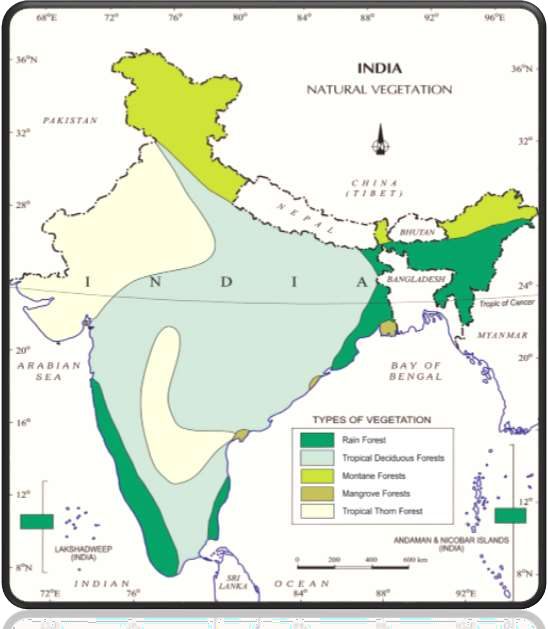 68°E 72° 76° 80° 84° 88° 92° 96°E
INDIA
NATURAL VEGETATION
36°N 36°N
PAKISTAN
N
32° 32°
CHINA
(TIBET)
28°
NEPAL
BHUTAN
INDIA
BANGLADESH
24°
Tropic of Cancer
MYANMAR
20° 20°
ARABIAN
SEA
BAY OF
BENGAL
16°
TYPES OF VEGETATION
Rain Forest
Tropical Deciduous Forests
Montane Forests
Mangrove Forests
Tropical Thorn Forest
12° 12°
LAKSHADWEEP
(INDIA)
ANDAMAN & NICOBAR ISLANDS
(INDIA)
0 200 400 600 km
8°N 8°N
INDIAN OCEAN
SRI
LANKA
72°E 76° 84° 88° 92°E